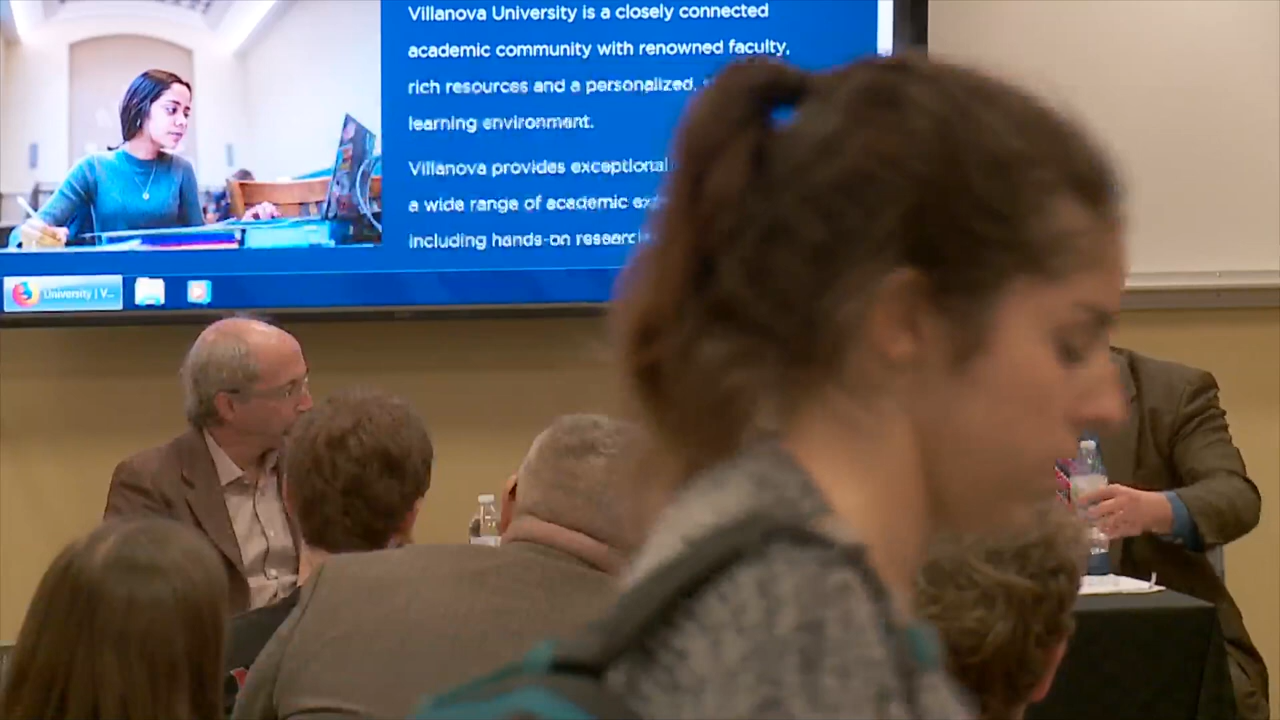 Villanova University is a closely connected
academic community with renowned faculty,
rich resources and a personalized,
learning environment.
Villanova provides exceptional
a wide range of academic
including hands-on
University | V...